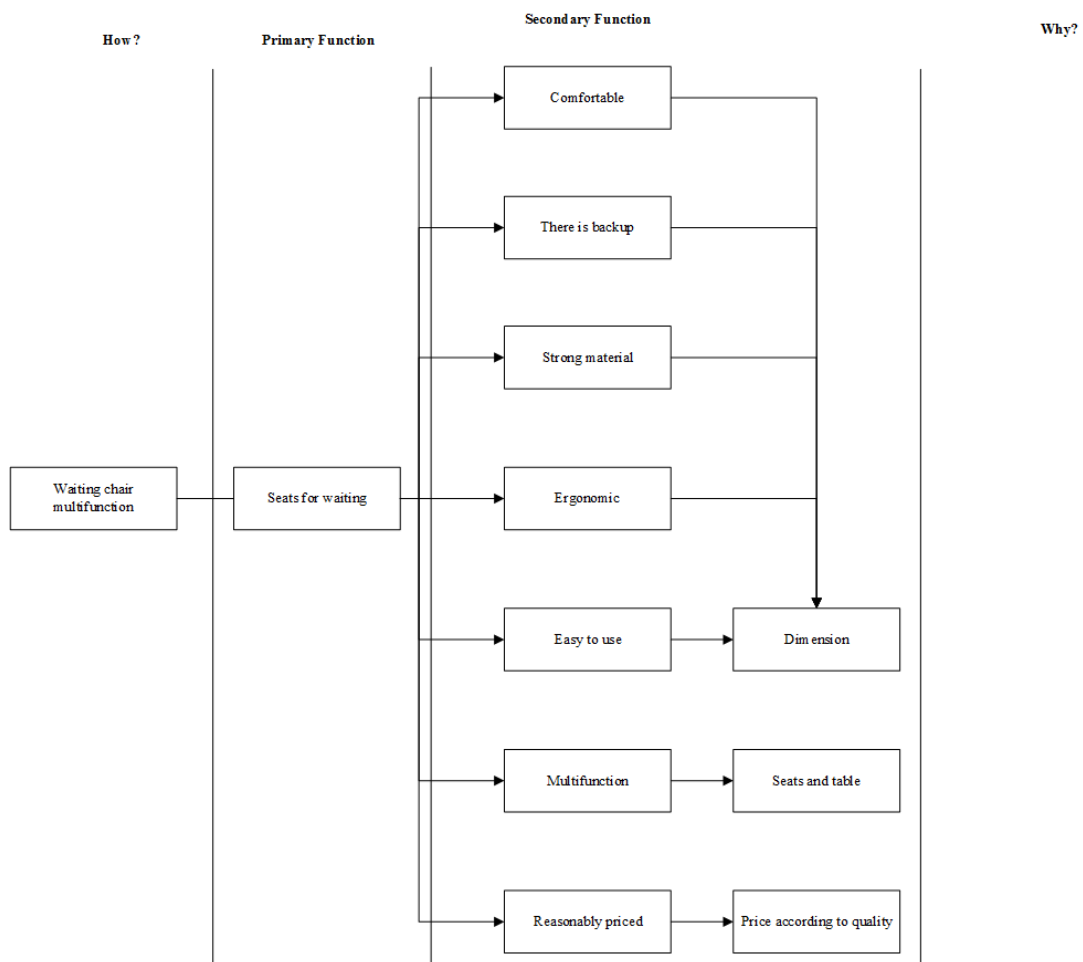 Secondary Function
How?
Primary Function
Why?
Comfortable
There is backup
Strong material
Waiting chair
multifunction
Seats for waiting
Ergonomic
Easy to use
Dimension
Multifunction
Seats and table
Reasonably priced
Price according to quality